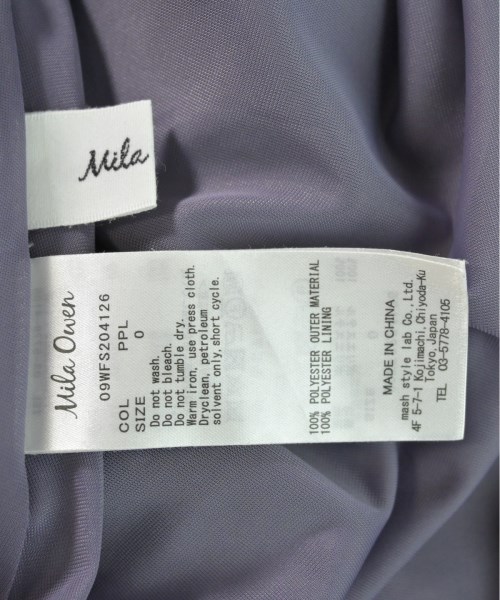 Mila
Mila Owen
09WFS204126
COL PPL
SIZE 0
Do not wash.
Do not bleach.
Do not tumble dry.
Warm iron, use press cloth.
Dryclean, petroleum
solvent only, short cycle.
100% POLYESTER OUTER MATERIAL
100% POLYESTER LINING
MADE IN CHINA
mash style lab Co., Ltd.
4F 5-7-1 Kojimachi, Chiyoda-Ku
Tokyo, Japan
TEL 03-5778-4105